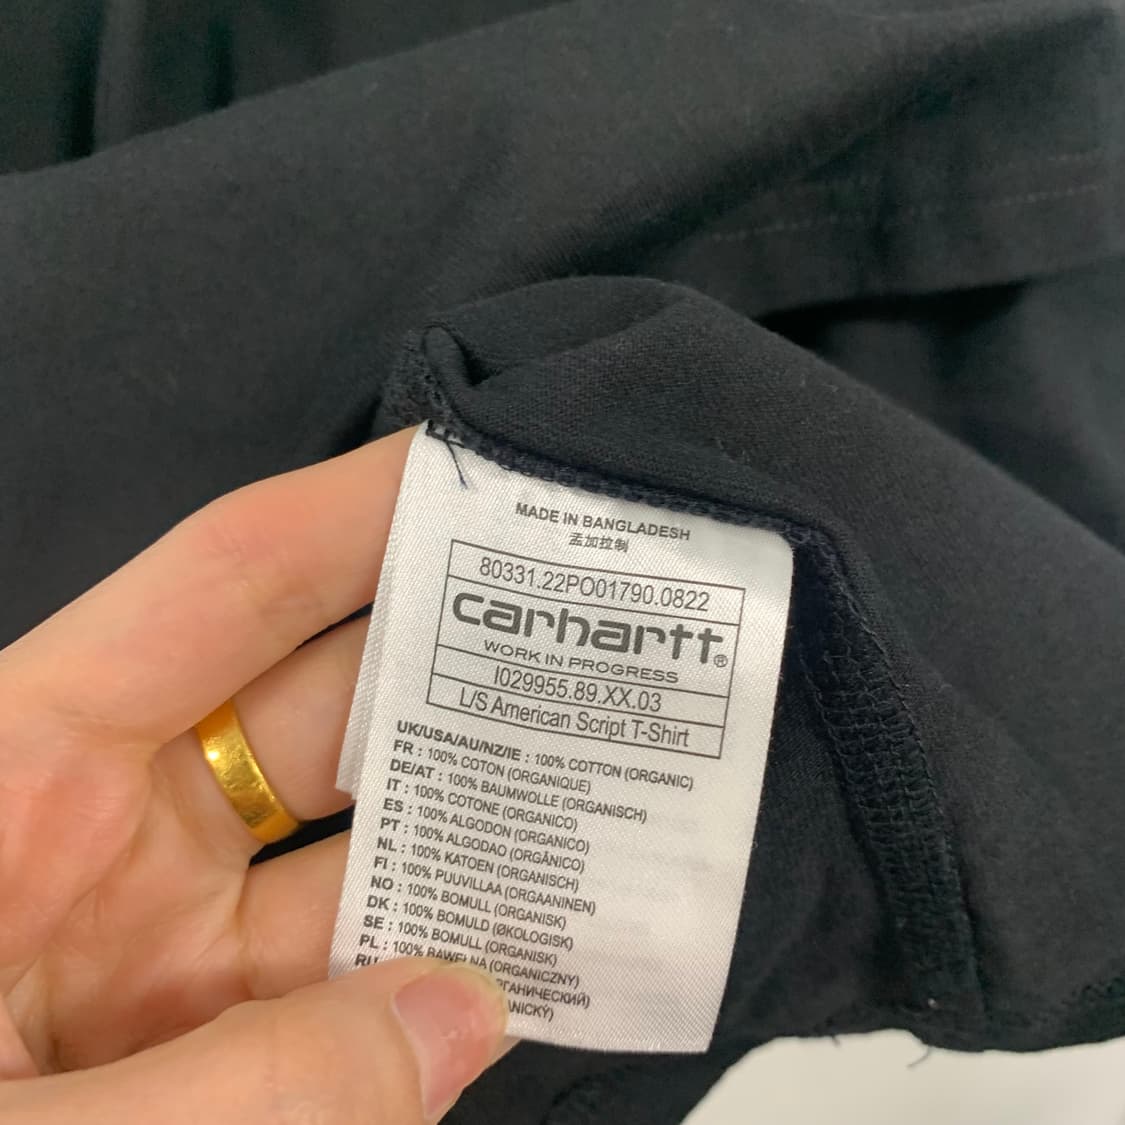 MADE IN BANGLADESH
孟加拉制
80331.22PO01790.0822
carhartt®
WORK IN PROGRESS
I029955.89.XX.03
L/S American Script T-Shirt
UK/USA/AU/NZ/IE : 100% COTTON (ORGANIC)
FR : 100% COTON (ORGANIQUE)
DE/AT : 100% BAUMWOLLE (ORGANISCH)
IT : 100% COTONE (ORGANICO)
ES : 100% ALGODON (ORGANICO)
PT : 100% ALGODAO (ORGÂNICO)
NL : 100% KATOEN (ORGANISCH)
FI : 100% PUUVILLAA (ORGAANINEN)
NO : 100% BOMULL (ORGANISK)
DK : 100% BOMULD (ØKOLOGISK)
SE : 100% BOMULL (ORGANISK)
PL : 100% BAWEŁNA (ORGANICZNY)
RU